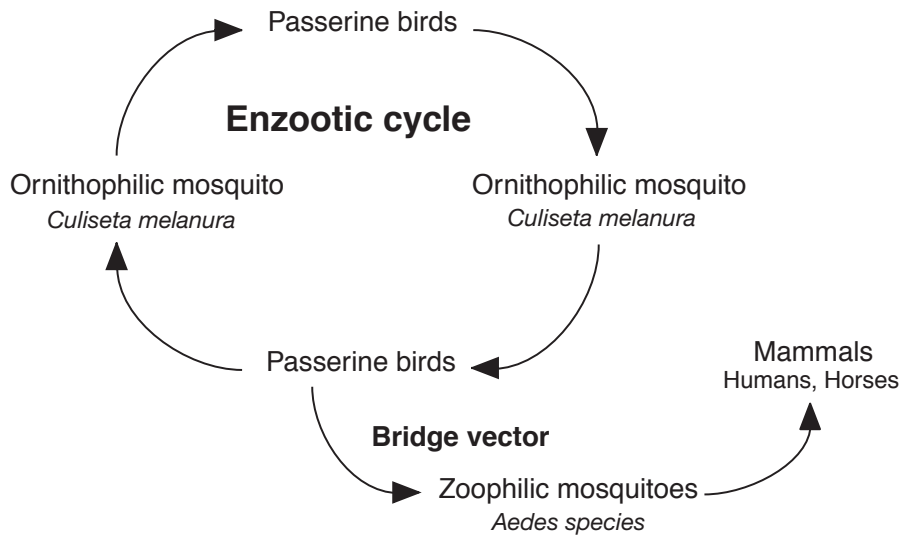 Passerine birds
Enzootic cycle
Ornithophilic mosquito
Culiseta melanura
Ornithophilic mosquito
Culiseta melanura
Passerine birds
Mammals
Humans, Horses
Bridge vector
Zoophilic mosquitoes
Aedes species